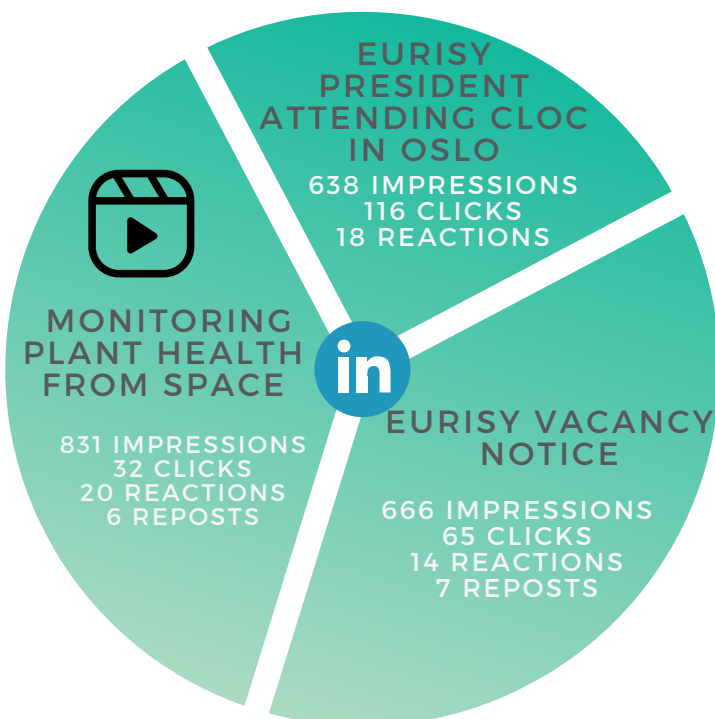 EURISY
PRESIDENT
ATTENDING CLOC
IN OSLO
638 IMPRESSIONS
116 CLICKS
18 REACTIONS
MONITORING
PLANT HEALTH
FROM SPACE
831 IMPRESSIONS
32 CLICKS
20 REACTIONS
6 REPOSTS
in
EURISY VACANCY
NOTICE
666 IMPRESSIONS
65 CLICKS
14 REACTIONS
7 REPOSTS